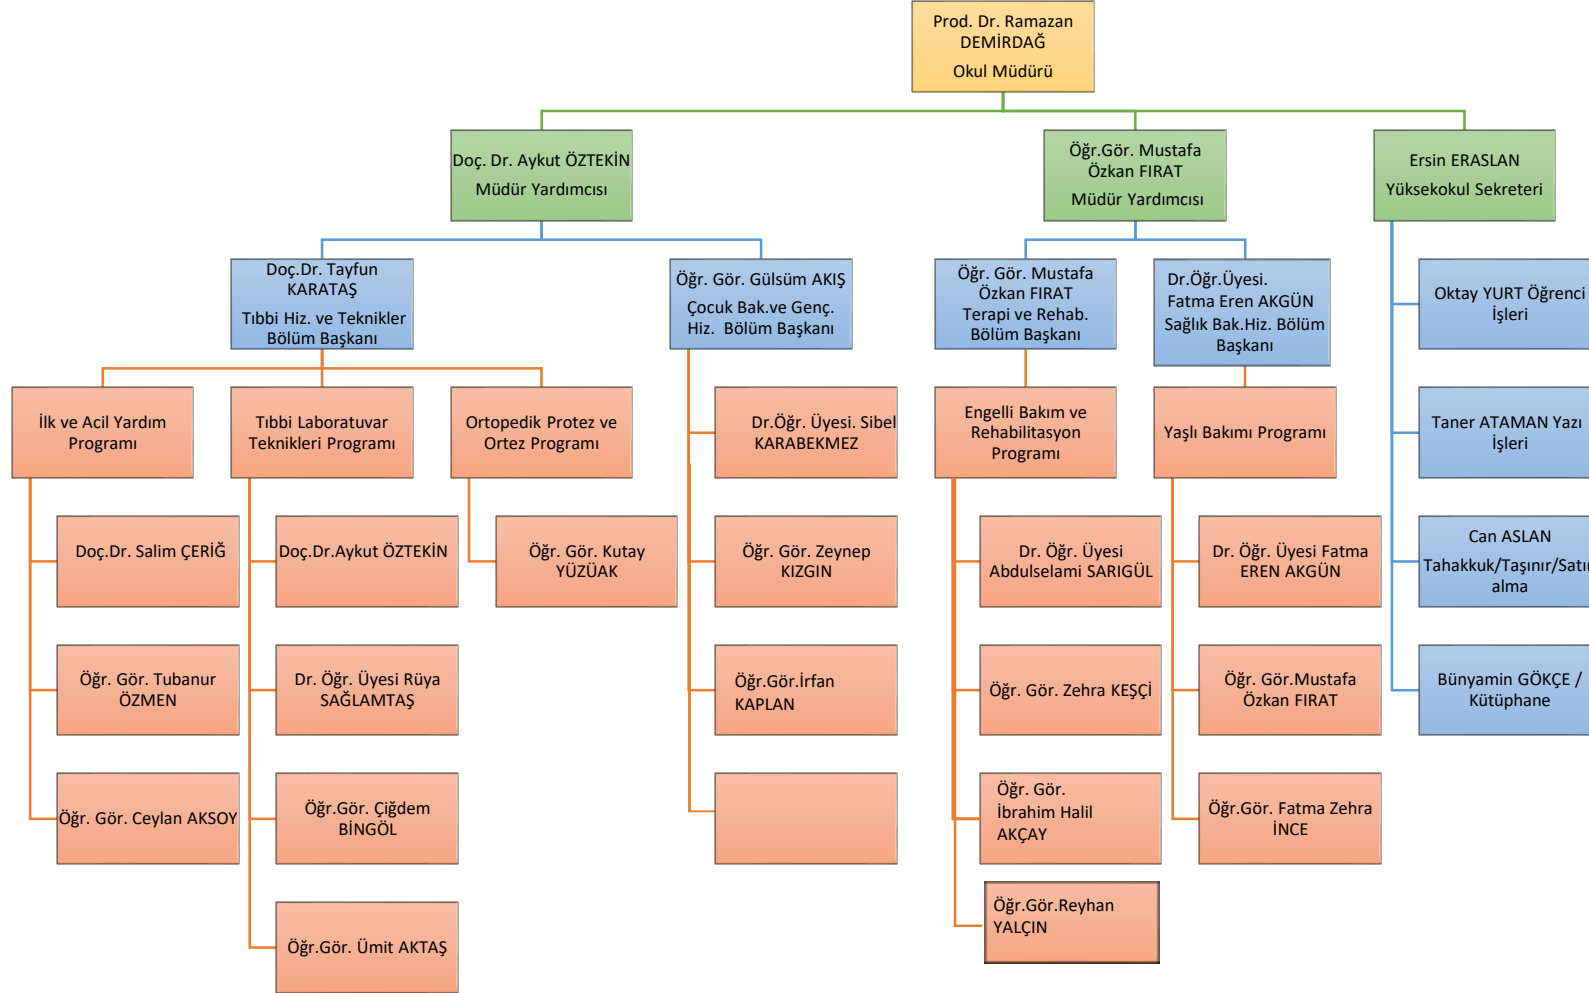 Prod. Dr. Ramazan
DEMİRDAĞ
Okul Müdürü
Doç. Dr. Aykut ÖZTEKİN
Müdür Yardımcısı
Öğr.Gör. Mustafa
Özkan FIRAT
Müdür Yardımcısı
Ersin ERASLAN
Yüksekokul Sekreteri
Doç.Dr. Tayfun
KARATAŞ
Tıbbi Hiz. ve Teknikler
Bölüm Başkanı
Öğr. Gör. Gülsüm AKIŞ
Çocuk Bak.ve Genç.
Hiz. Bölüm Başkanı
Öğr. Gör. Mustafa
Özkan FIRAT
Terapi ve Rehab.
Bölüm Başkanı
Dr.Öğr.Üyesi.
Fatma Eren AKGÜN
Sağlık Bak.Hiz. Bölüm
Başkanı
Oktay YURT Öğrenci
İşleri
İlk ve Acil Yardım
Programı
Tıbbi Laboratuvar
Teknikleri Programı
Ortopedik Protez ve
Ortez Programı
Dr.Öğr. Üyesi. Sibel
KARABEKMEZ
Engelli Bakım ve
Rehabilitasyon
Programı
Yaşlı Bakımı Programı
Taner ATAMAN Yazı
İşleri
Doç.Dr. Salim ÇERİĞ
Doç.Dr.Aykut ÖZTEKİN
Öğr. Gör. Kutay
YÜZÜAK
Öğr. Gör. Zeynep
KIZGIN
Dr. Öğr. Üyesi
Abdulselami SARIGÜL
Dr. Öğr. Üyesi Fatma
EREN AKGÜN
Can ASLAN
Tahakkuk/Taşınır/Satın
alma
Öğr. Gör. Tubanur
ÖZMEN
Dr. Öğr. Üyesi Rüya
SAĞLAMTAŞ
Öğr.Gör.İrfan
KAPLAN
Öğr. Gör. Zehra KEŞÇİ
Öğr. Gör.Mustafa
Özkan FIRAT
Bünyamin GÖKÇE /
Kütüphane
Öğr. Gör. Ceylan AKSOY
Öğr.Gör. Çiğdem
BİNGÖL
Öğr. Gör.
İbrahim Halil
AKÇAY
Öğr.Gör. Fatma Zehra
İNCE
Öğr.Gör. Ümit AKTAŞ
Öğr.Gör.Reyhan
YALÇIN